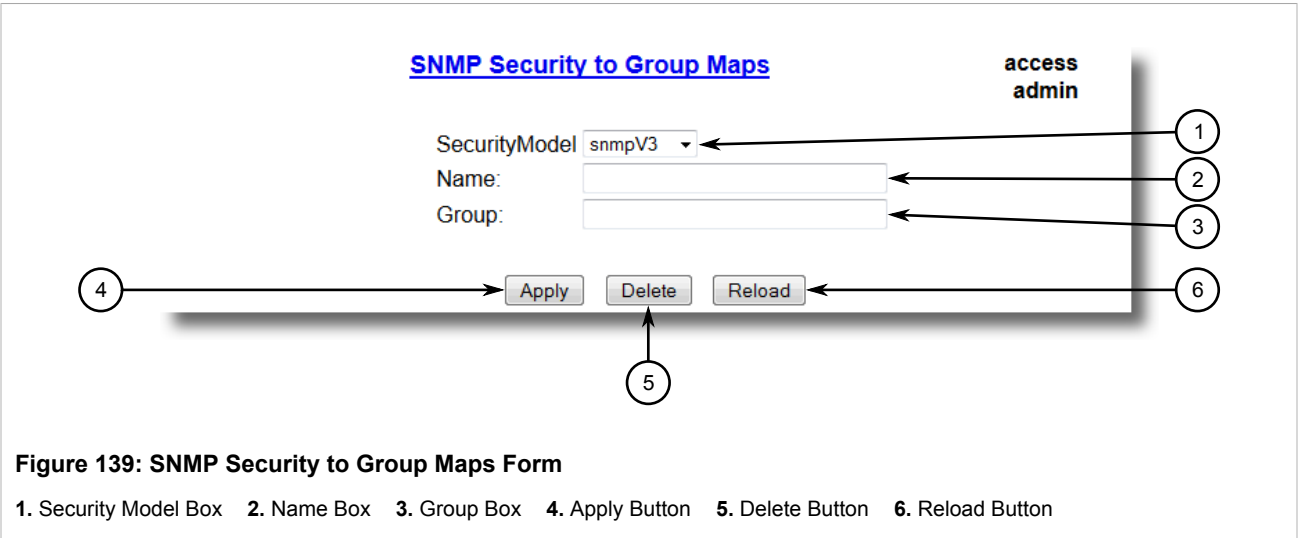 SNMP Security to Group Maps
access
admin
SecurityModel snmpV3
1
Name:
2
Group:
3
4
Apply Delete Reload
6
5
Figure 139: SNMP Security to Group Maps Form
1. Security Model Box 2. Name Box 3. Group Box 4. Apply Button 5. Delete Button 6. Reload Button